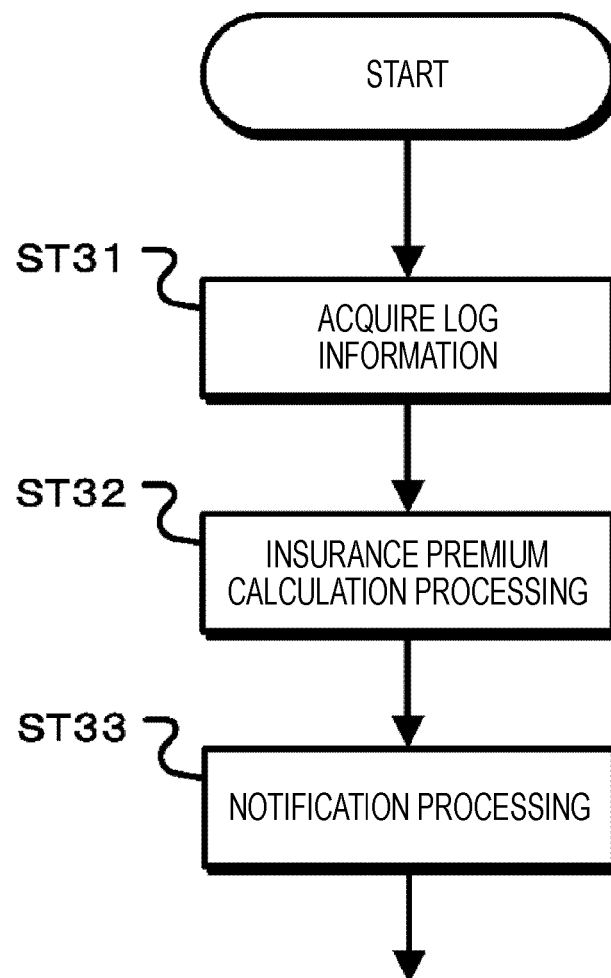 START
ST31
ACQUIRE LOG
INFORMATION
ST32
INSURANCE PREMIUM
CALCULATION PROCESSING
ST33
NOTIFICATION PROCESSING